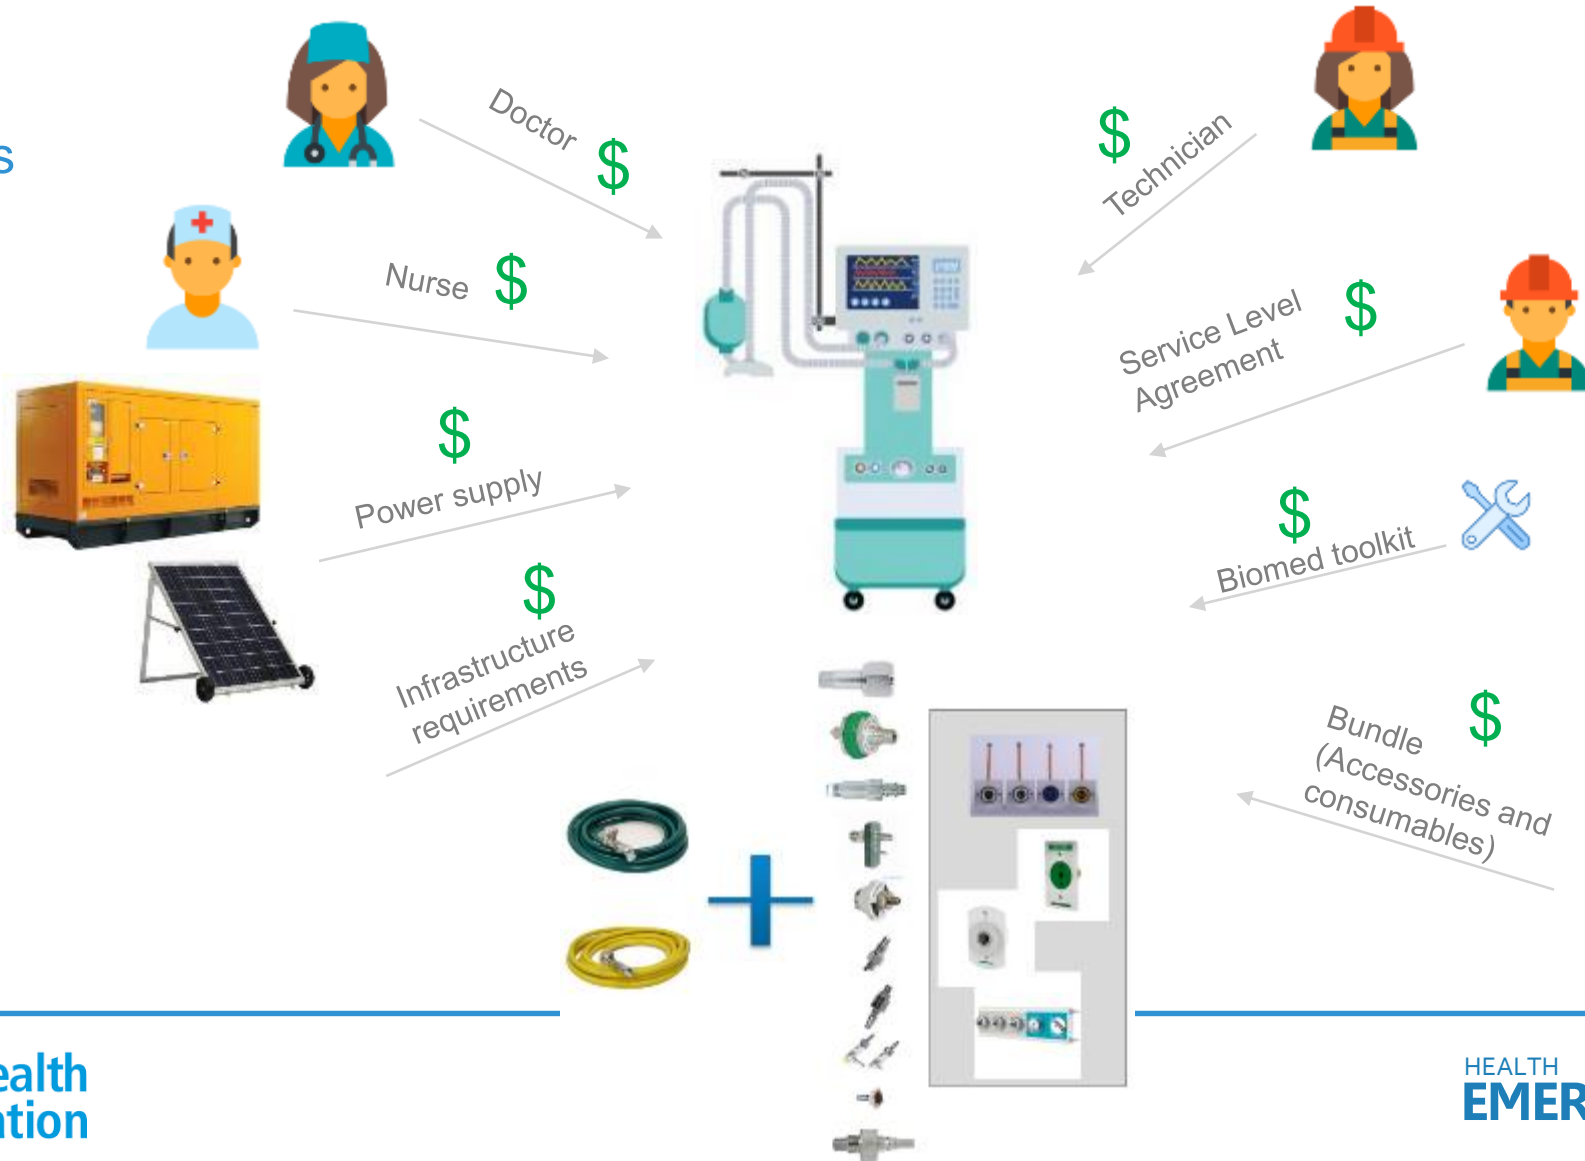 s
Doctor $
$ Technician
Nurse $
Service Level $
Agreement
$
Power supply
$
Biomed toolkit
$
Infrastructure
requirements
$
Bundle
(Accessories and
consumables)
ealth
ation
HEALTH
EMER